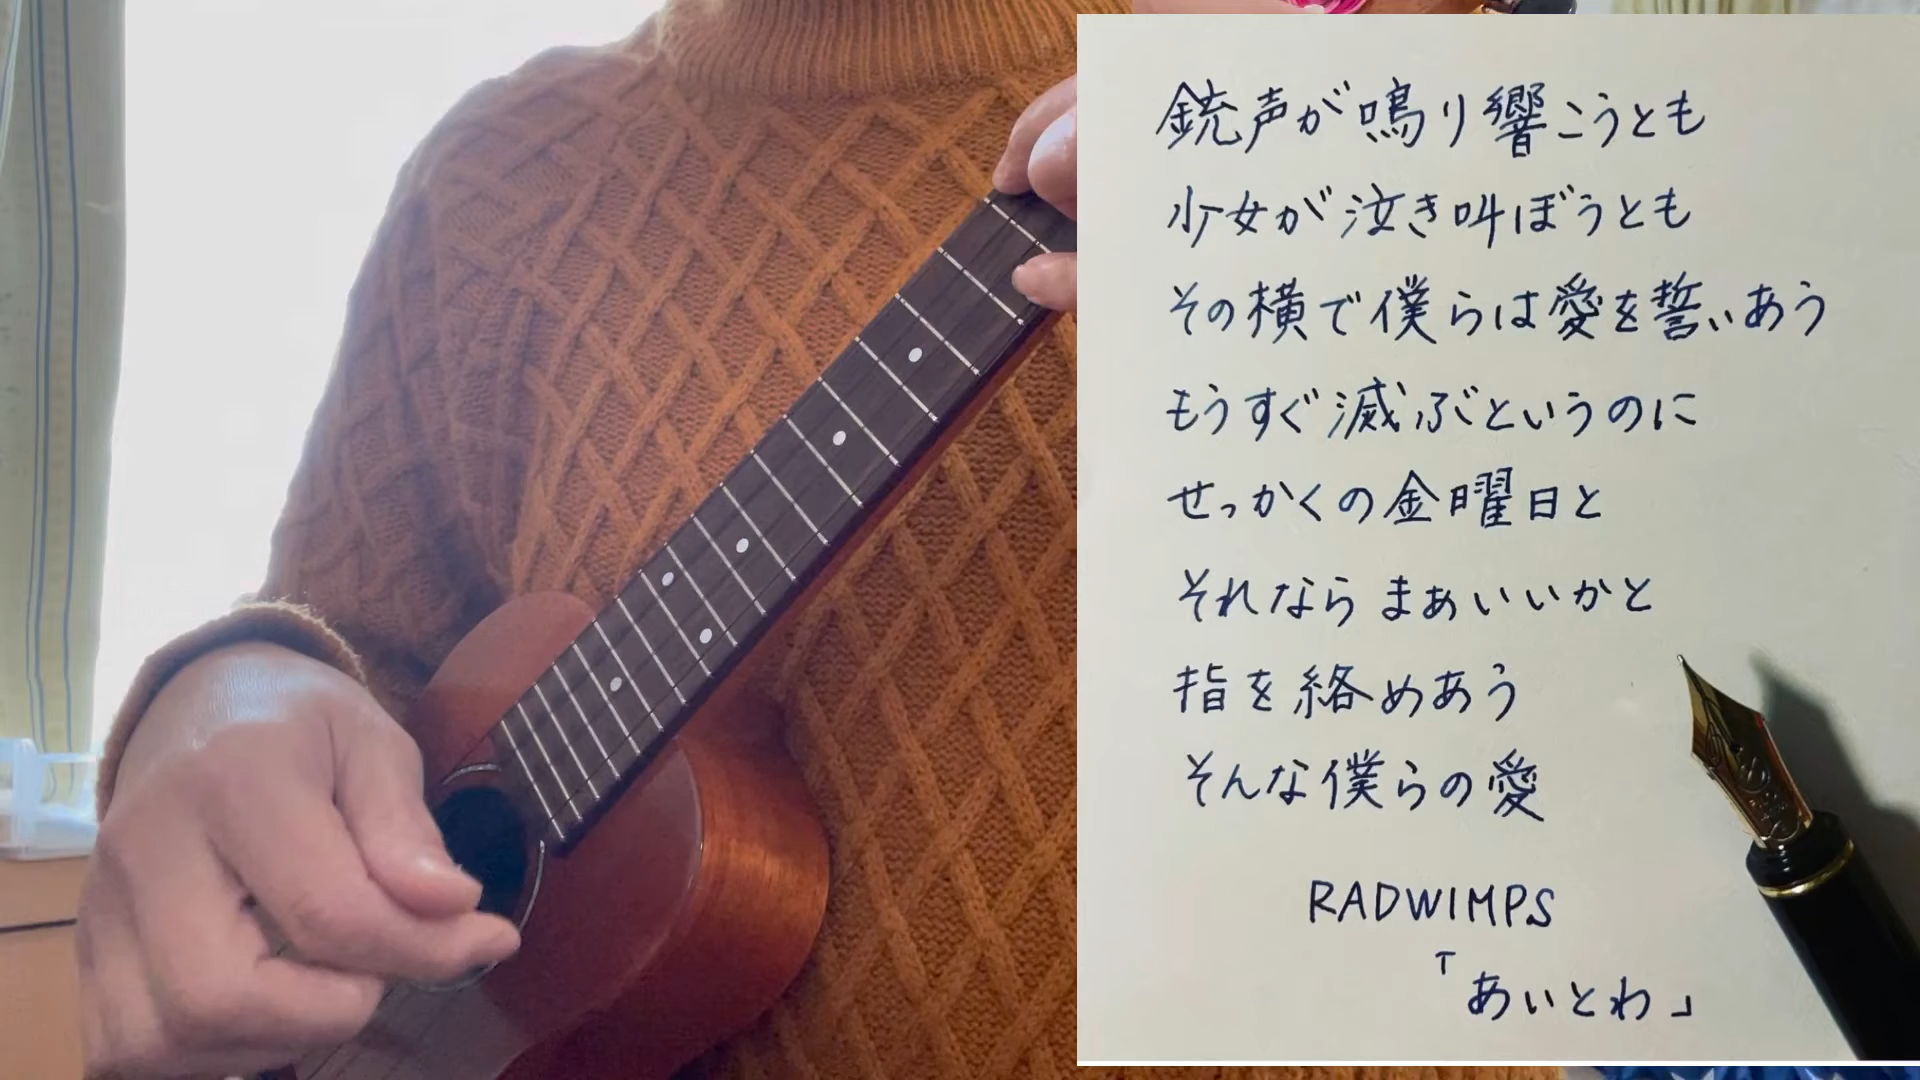 銃声が鳴り響こうとも
少女が泣き叫ぼうとも
その横で僕らは愛を誓いあう
もうすぐ滅ぶというのに
せっかくの金曜日と
それならまぁいいかと
指を絡めあう
そんな僕らの愛
RADWIMPS
「あいとわ」